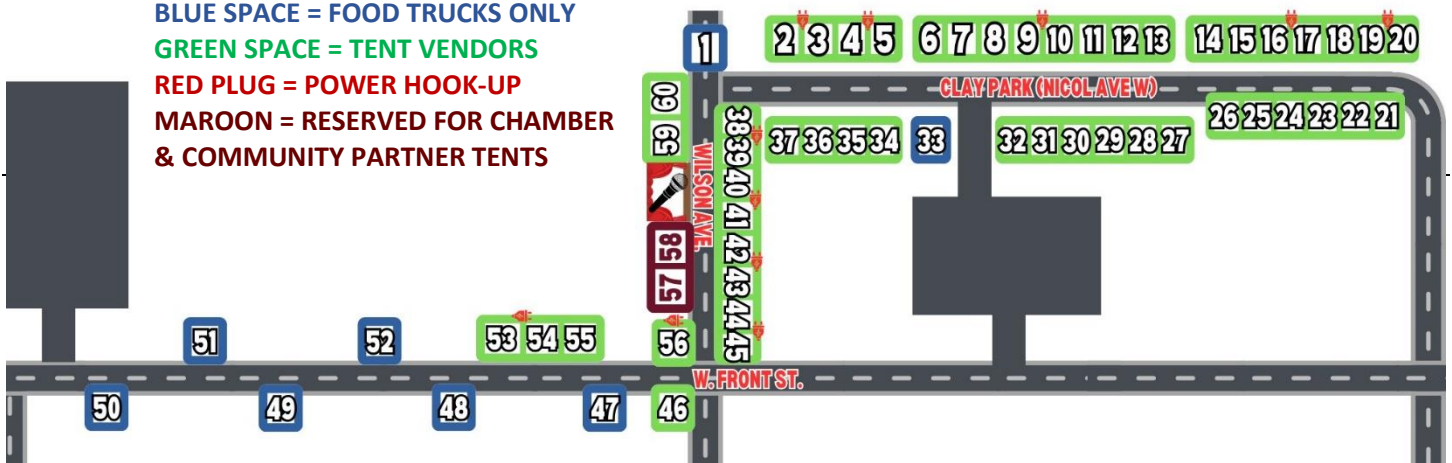 BLUE SPACE = FOOD TRUCKS ONLY
GREEN SPACE = TENT VENDORS
RED PLUG = POWER HOOK-UP
MAROON = RESERVED FOR CHAMBER
& COMMUNITY PARTNER TENTS
1
2 3 4 5
6 7 8 9 10 11 12 13
14 15 16 17 18 19 20
CLAY PARK (NICOL AVE W)
26 25 24 23 22 21
37 36 35 34
33
32 31 30 29 28 27
59 60
38 39 40 41 42 43 44 45
WILSON AVE.
57 58
51
52
53 54 55
56
W. FRONT ST.
50
49
48
47
46